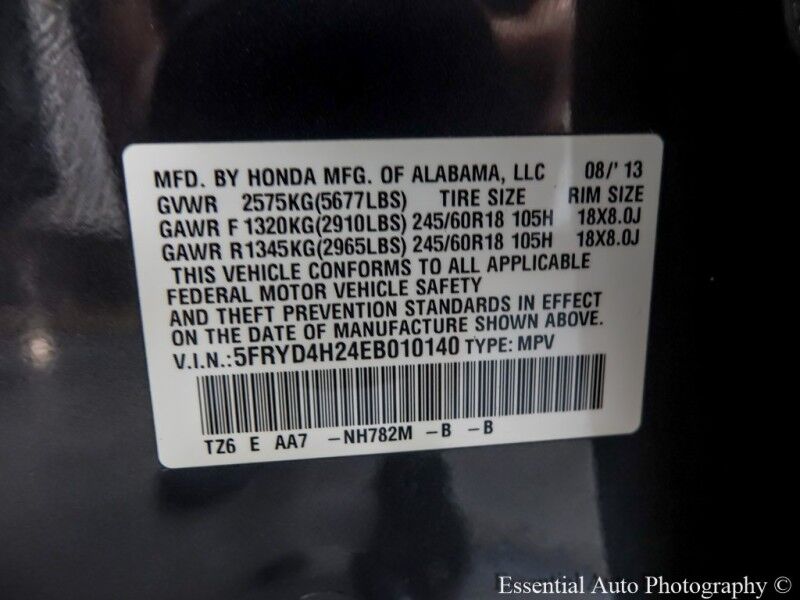 MFD. BY HONDA MFG. OF ALABAMA, LLC 08/' 13
GVWR 2575KG(5677LBS) TIRE SIZE RIM SIZE
GAWR F 1320KG(2910LBS) 245/60R18 105H 18X8.0J
GAWR R1345KG(2965LBS) 245/60R18 105H 18X8.0J
THIS VEHICLE CONFORMS TO ALL APPLICABLE
FEDERAL MOTOR VEHICLE SAFETY
AND THEFT PREVENTION STANDARDS IN EFFECT
ON THE DATE OF MANUFACTURE SHOWN ABOVE.
V.I.N.:5FRYD4H24EB010140 TYPE: MPV
TZ6 E AA7 -NH782M -B -B
Essential Auto Photography ©